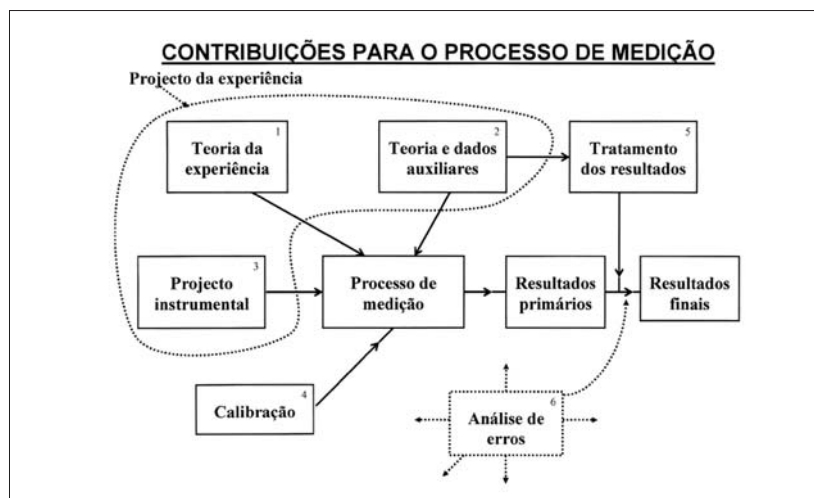 CONTRIBUIÇÕES PARA O PROCESSO DE MEDIÇÃO
Projecto da experiência
1
Teoria da
experiência
2
Teoria e dados
auxiliares
5
Tratamento
dos resultados
3
Projecto
instrumental
Processo de
medição
Resultados
primários
Resultados
finais
4
Calibração
6
Análise de
erros